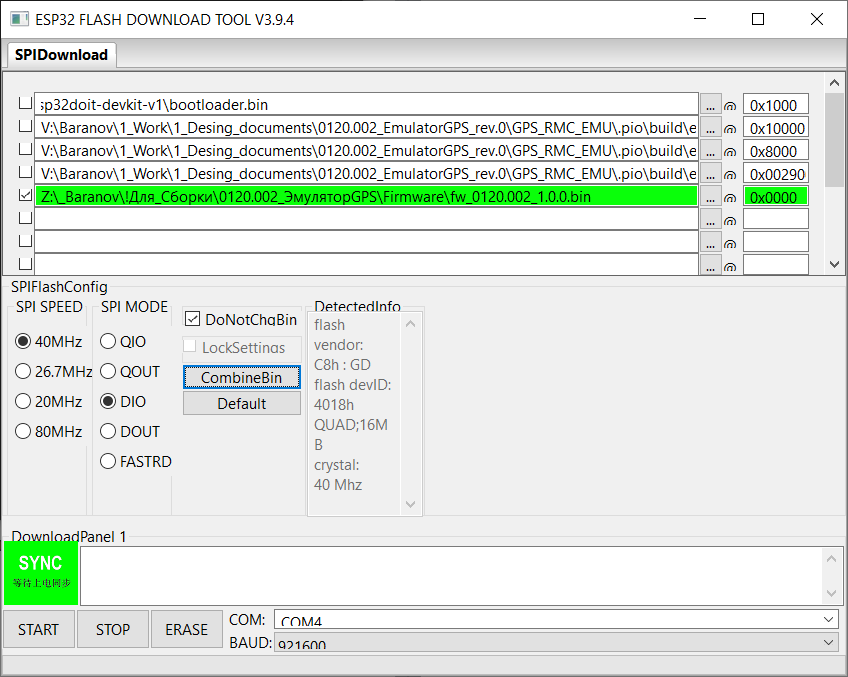 ESP32 FLASH DOWNLOAD TOOL V3.9.4
SPIDownload
sp32doit-devkit-v1\bootloader.bin ... @ 0x1000
V:\Baranov\1_Work\1_Desing_documents\0120.002_EmulatorGPS_rev.0\GPS_RMC_EMU\.pio\build\e ... @ 0x10000
V:\Baranov\1_Work\1_Desing_documents\0120.002_EmulatorGPS_rev.0\GPS_RMC_EMU\.pio\build\e ... @ 0x8000
V:\Baranov\1_Work\1_Desing_documents\0120.002_EmulatorGPS_rev.0\GPS_RMC_EMU\.pio\build\e ... @ 0x00290
Z:\_Baranov\!Для_Сборки\0120.002_ЭмуляторGPS\Firmware\fw_0120.002_1.0.0.bin ... @ 0x0000
... @
... @
... @
SPIFlashConfig
SPI SPEED
40MHz
26.7MHz
20MHz
80MHz
SPI MODE
QIO
QOUT
DIO
DOUT
FASTRD
DoNotChgBin
LockSettings
CombineBin
Default
DetectedInfo
flash
vendor:
C8h : GD
flash devID:
4018h
QUAD;16M
B
crystal:
40 Mhz
DownloadPanel 1
SYNC
等待上电同步
START STOP ERASE
COM: COM4
BAUD: 921600